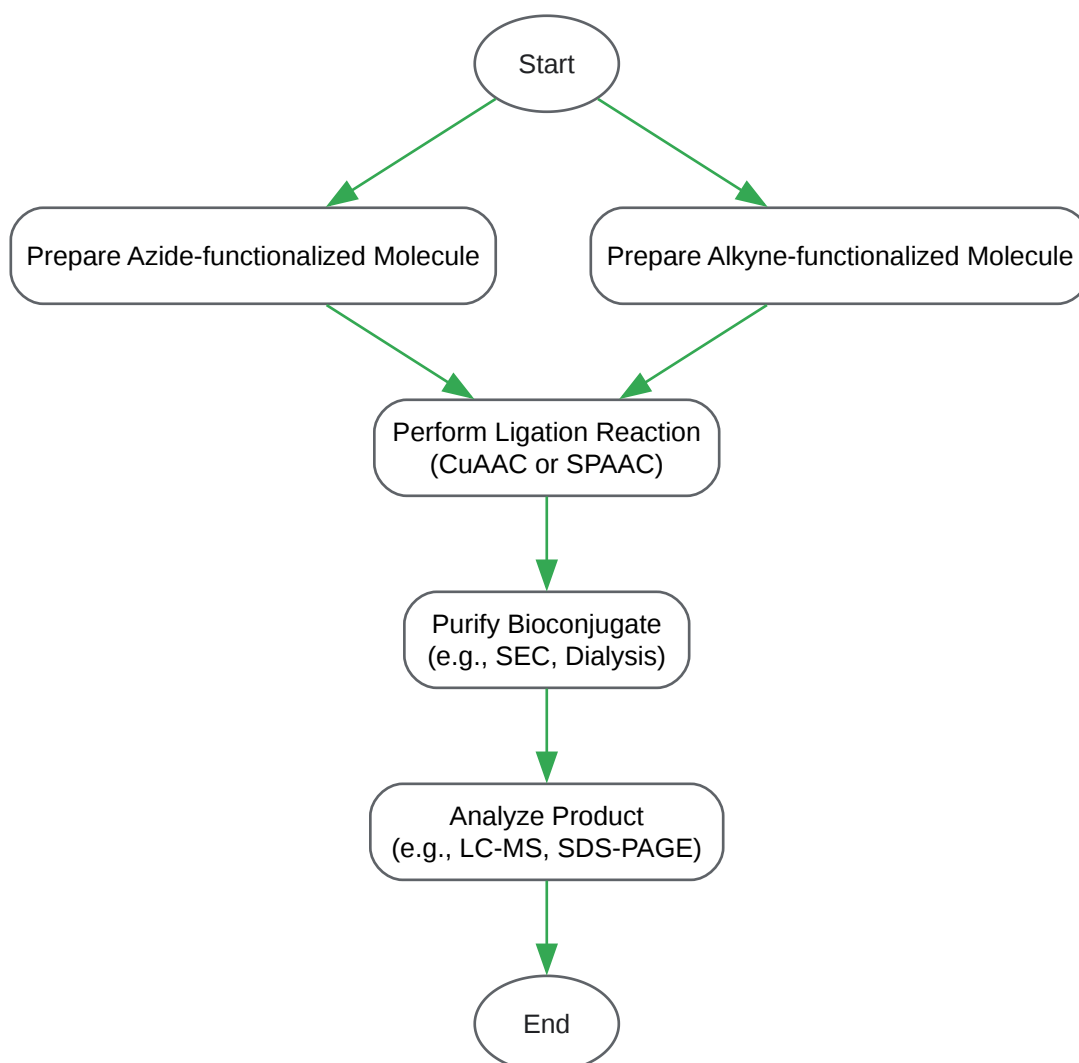 Start
Prepare Azide-functionalized Molecule
Prepare Alkyne-functionalized Molecule
Perform Ligation Reaction
(CuAAC or SPAAC)
Purify Bioconjugate
(e.g., SEC, Dialysis)
Analyze Product
(e.g., LC-MS, SDS-PAGE)
End